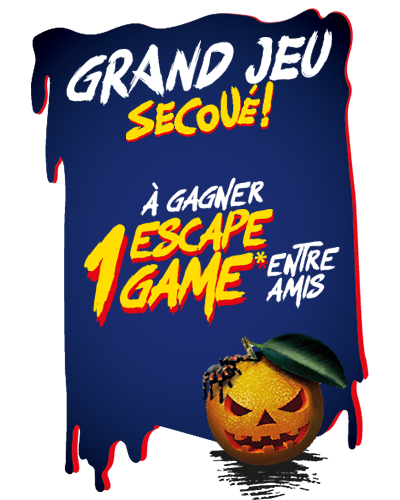 GRAND JEU
SECOUÉ!
À GAGNER
1 ESCAPE
GAME* ENTRE
AMIS